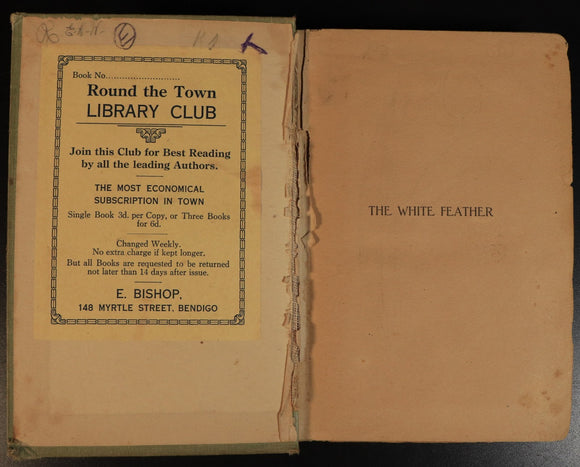 Book No..........................
Round the Town
LIBRARY CLUB
Join this Club for Best Reading
by all the leading Authors.
THE MOST ECONOMICAL
SUBSCRIPTION IN TOWN
Single Book 3d. per Copy, or Three Books
for 6d.
Changed Weekly.
No extra charge if kept longer.
But all Books are requested to be returned
not later than 14 days after issue.
E. BISHOP,
148 MYRTLE STREET, BENDIGO
THE WHITE FEATHER